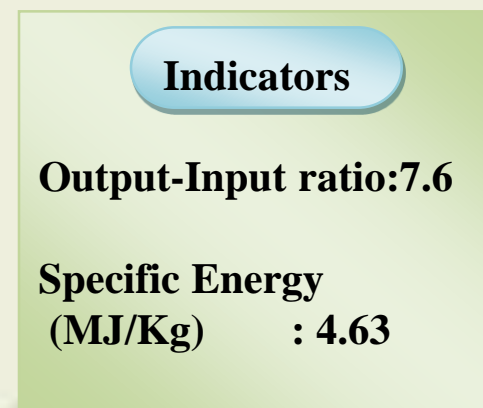 Indicators
Output-Input ratio:7.6
Specific Energy
(MJ/Kg) : 4.63